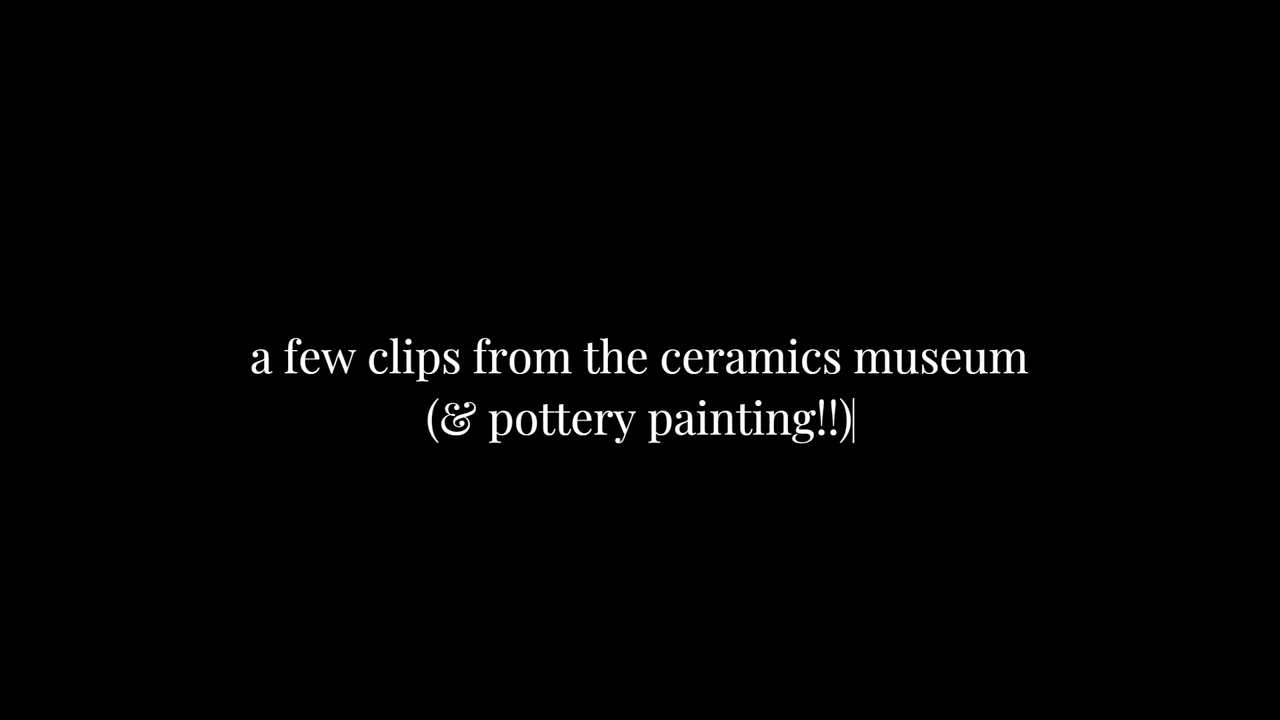 a few clips from the ceramics museum
(& pottery painting!!)